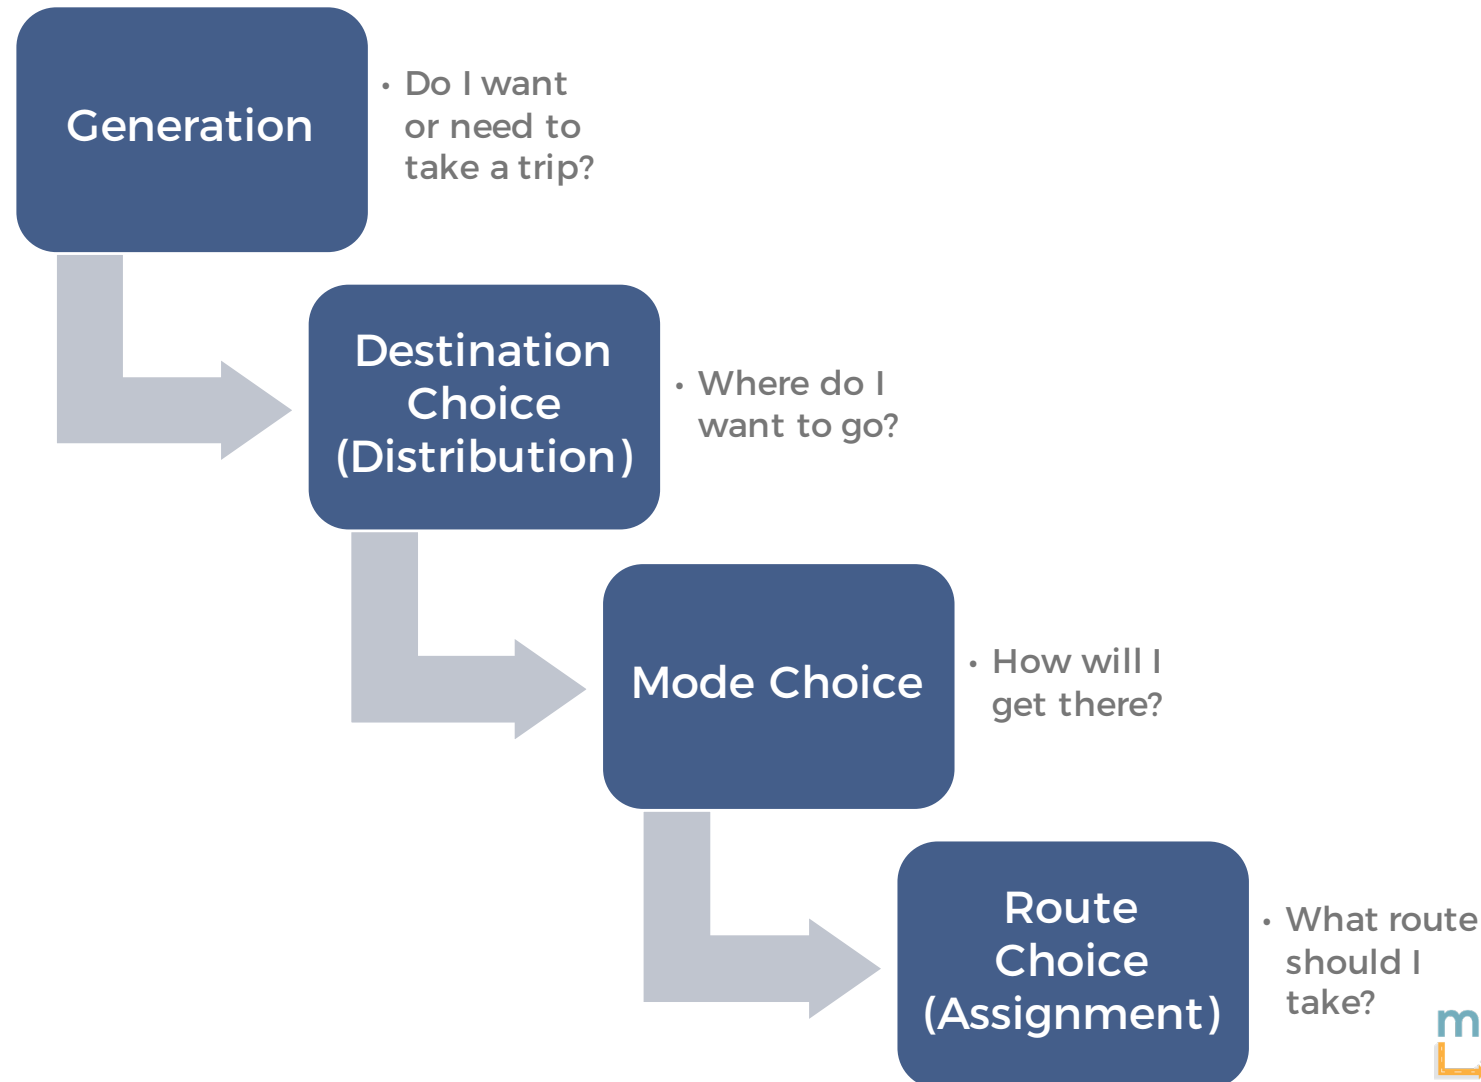 Generation
• Do I want
or need to
take a trip?
Destination
Choice
(Distribution)
• Where do I
want to go?
Mode Choice
• How will I
get there?
Route
Choice
(Assignment)
• What route
should I
take?
m